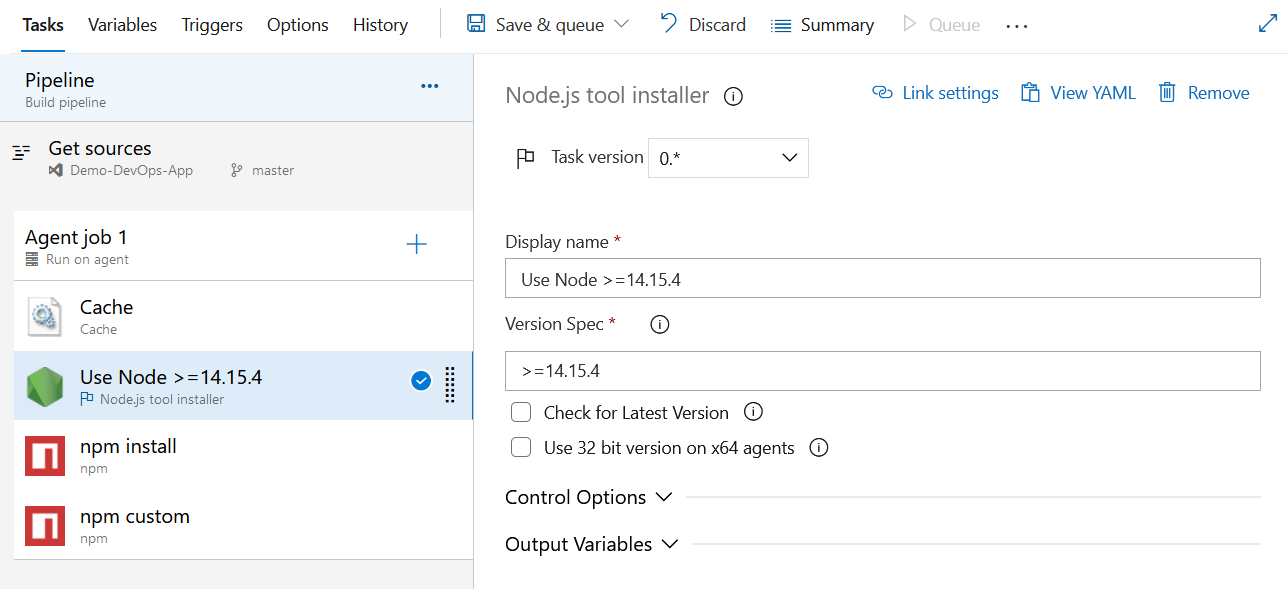 Tasks Variables Triggers Options History Save & queue Discard Summary Queue ...
Pipeline
Build pipeline
Get sources
Demo-DevOps-App master
Agent job 1
Run on agent
Cache
Cache
Use Node >=14.15.4
Node.js tool installer
npm install
npm
npm custom
npm
Node.js tool installer Link settings View YAML Remove
Task version 0.*
Display name *
Use Node >=14.15.4
Version Spec *
>=14.15.4
Check for Latest Version
Use 32 bit version on x64 agents
Control Options
Output Variables